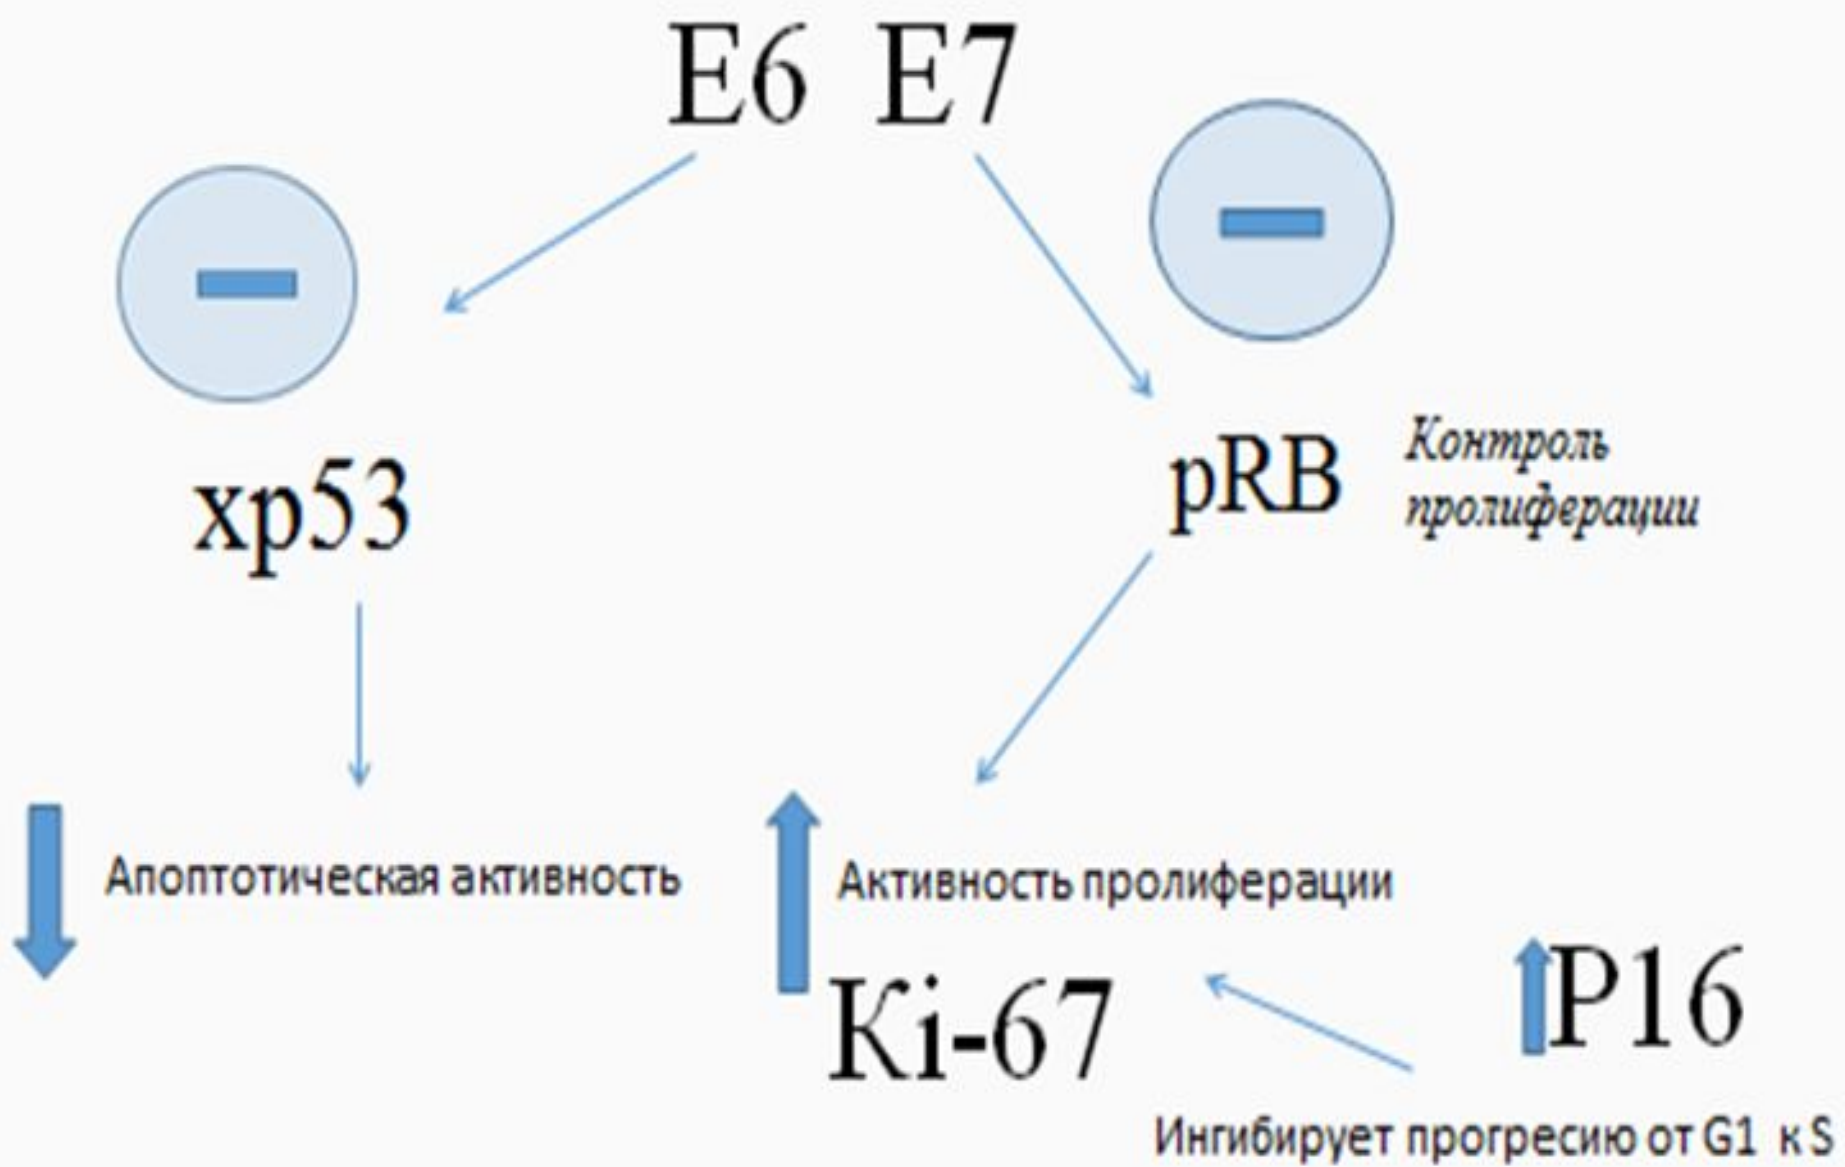 E6 E7
xp53
pRB
Контроль
пролиферации
Апоптотическая активность
Активность пролиферации
Ki-67
P16
Ингибирует прогресию от G1 к S